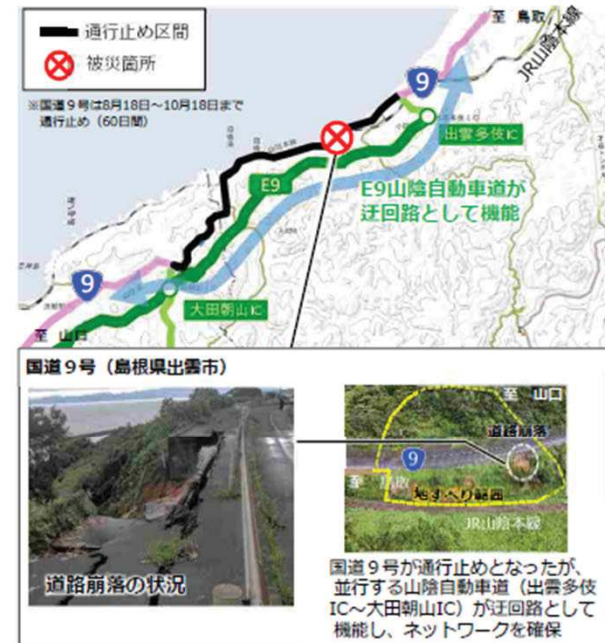 通行止め区間
被災箇所
※国道9号は8月18日～10月18日まで
通行止め（60日間）
至 鳥取
JR山陰本線
9
出雲多伎IC
E9
E9山陰自動車道が
迂回路として機能
9
大田朝山IC
至 山口
国道９号（島根県出雲市）
道路崩落の状況
至 山口
道路崩落
9
至 鳥取
地すべり範囲
JR山陰本線
国道９号が通行止めとなったが、
並行する山陰自動車道（出雲多伎
IC～大田朝山IC）が迂回路として
機能し、ネットワークを確保